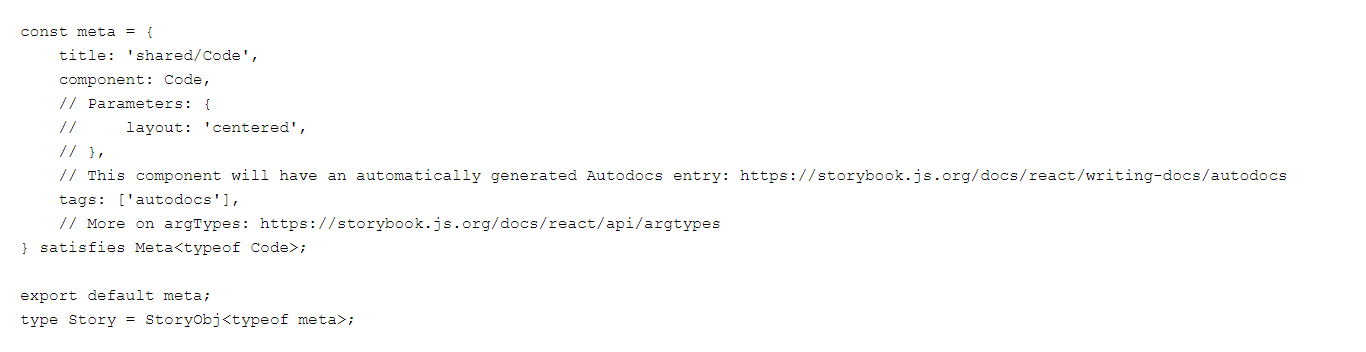 const meta = {
    title: 'shared/Code',
    component: Code,
    // Parameters: {
    //     layout: 'centered',
    // },
    // This component will have an automatically generated Autodocs entry: https://storybook.js.org/docs/react/writing-docs/autodocs
    tags: ['autodocs'],
    // More on argTypes: https://storybook.js.org/docs/react/api/argtypes
} satisfies Meta<typeof Code>;

export default meta;
type Story = StoryObj<typeof meta>;